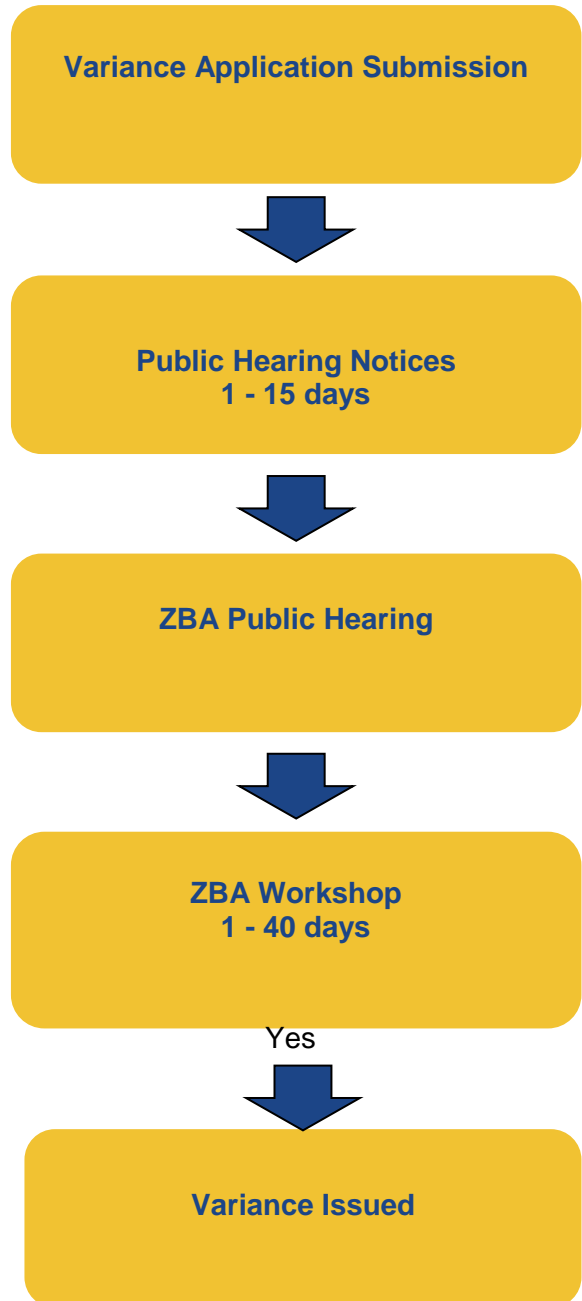 Variance Application Submission
Public Hearing Notices
1 - 15 days
ZBA Public Hearing
ZBA Workshop
1 - 40 days
Yes
Variance Issued